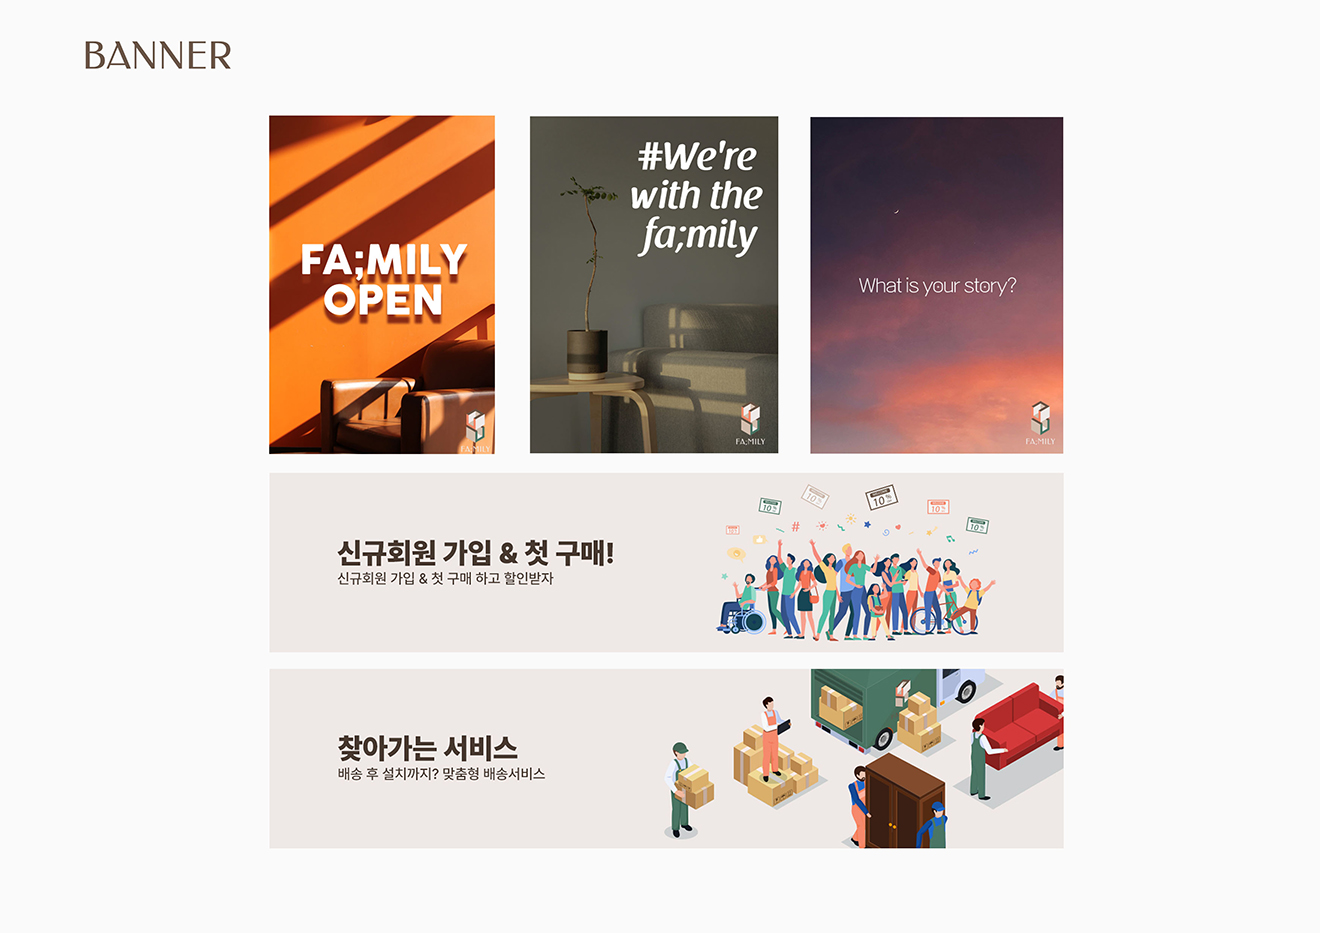 BANNER
FA;MILY
OPEN
FA;MILY
#We're
with the
fa;mily
FA;MILY
What is your story?
FA;MILY
신규회원 가입 & 첫 구매!
신규회원 가입 & 첫 구매 하고 할인받자
10%
10%
10%
10%
10%
10%
#
찾아가는 서비스
배송 후 설치까지? 맞춤형 배송서비스